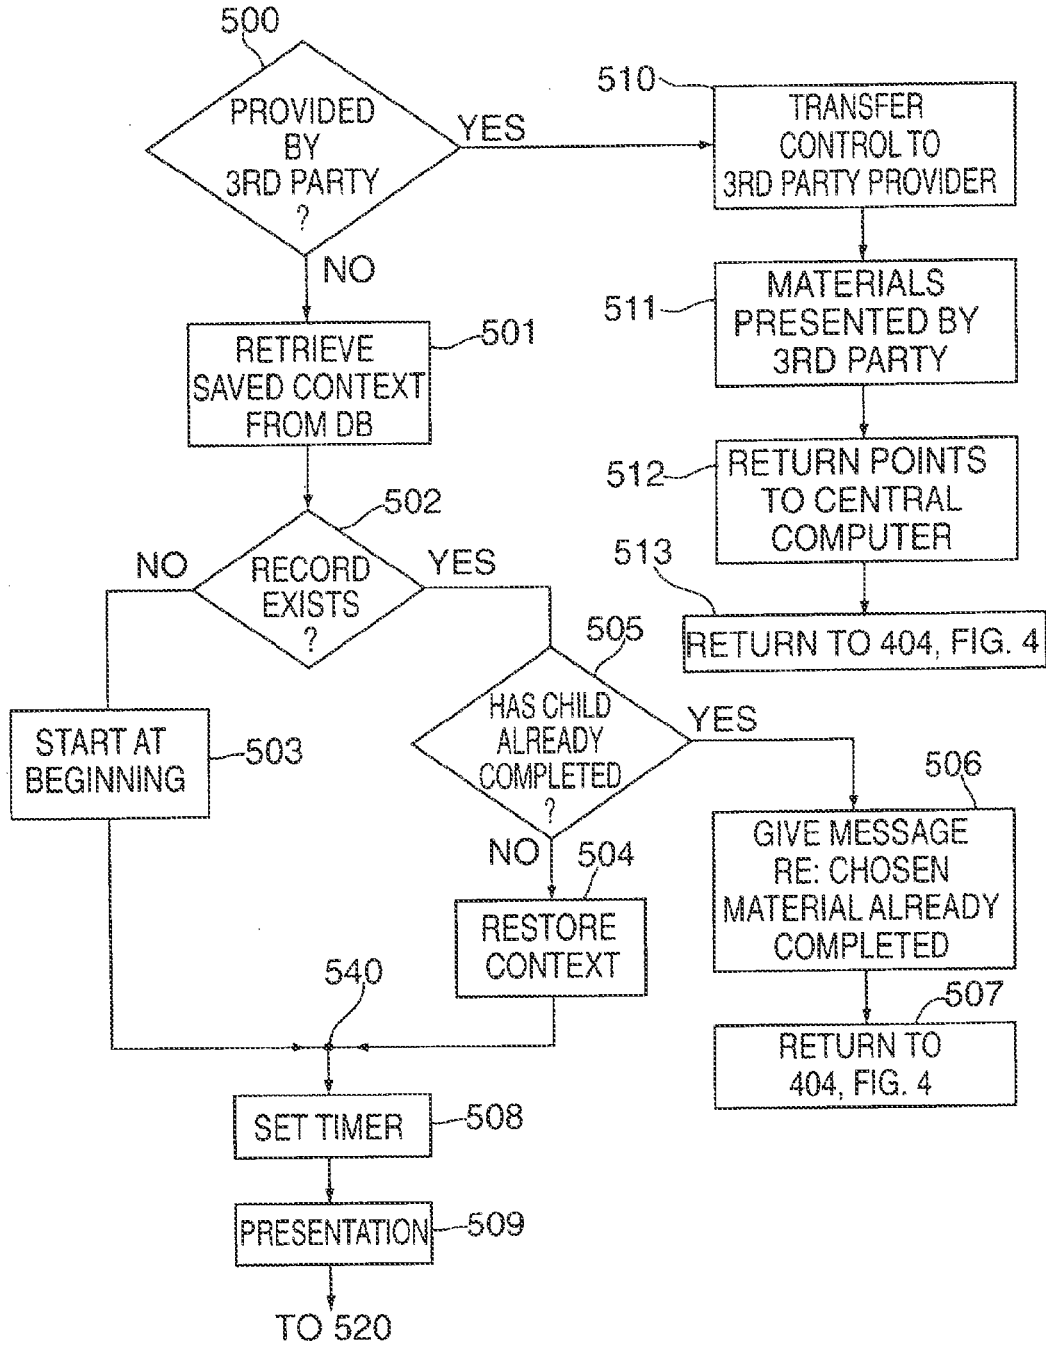 500
PROVIDED
BY
3RD PARTY
?
YES
NO
510
TRANSFER
CONTROL TO
3RD PARTY PROVIDER
511
MATERIALS
PRESENTED BY
3RD PARTY
512
RETURN POINTS
TO CENTRAL
COMPUTER
513
RETURN TO 404, FIG. 4
501
RETRIEVE
SAVED CONTEXT
FROM DB
502
RECORD
EXISTS
?
NO
YES
503
START AT
BEGINNING
505
HAS CHILD
ALREADY
COMPLETED
?
YES
NO
506
GIVE MESSAGE
RE: CHOSEN
MATERIAL ALREADY
COMPLETED
507
RETURN TO
404, FIG. 4
504
RESTORE
CONTEXT
540
SET TIMER
508
PRESENTATION
509
TO 520